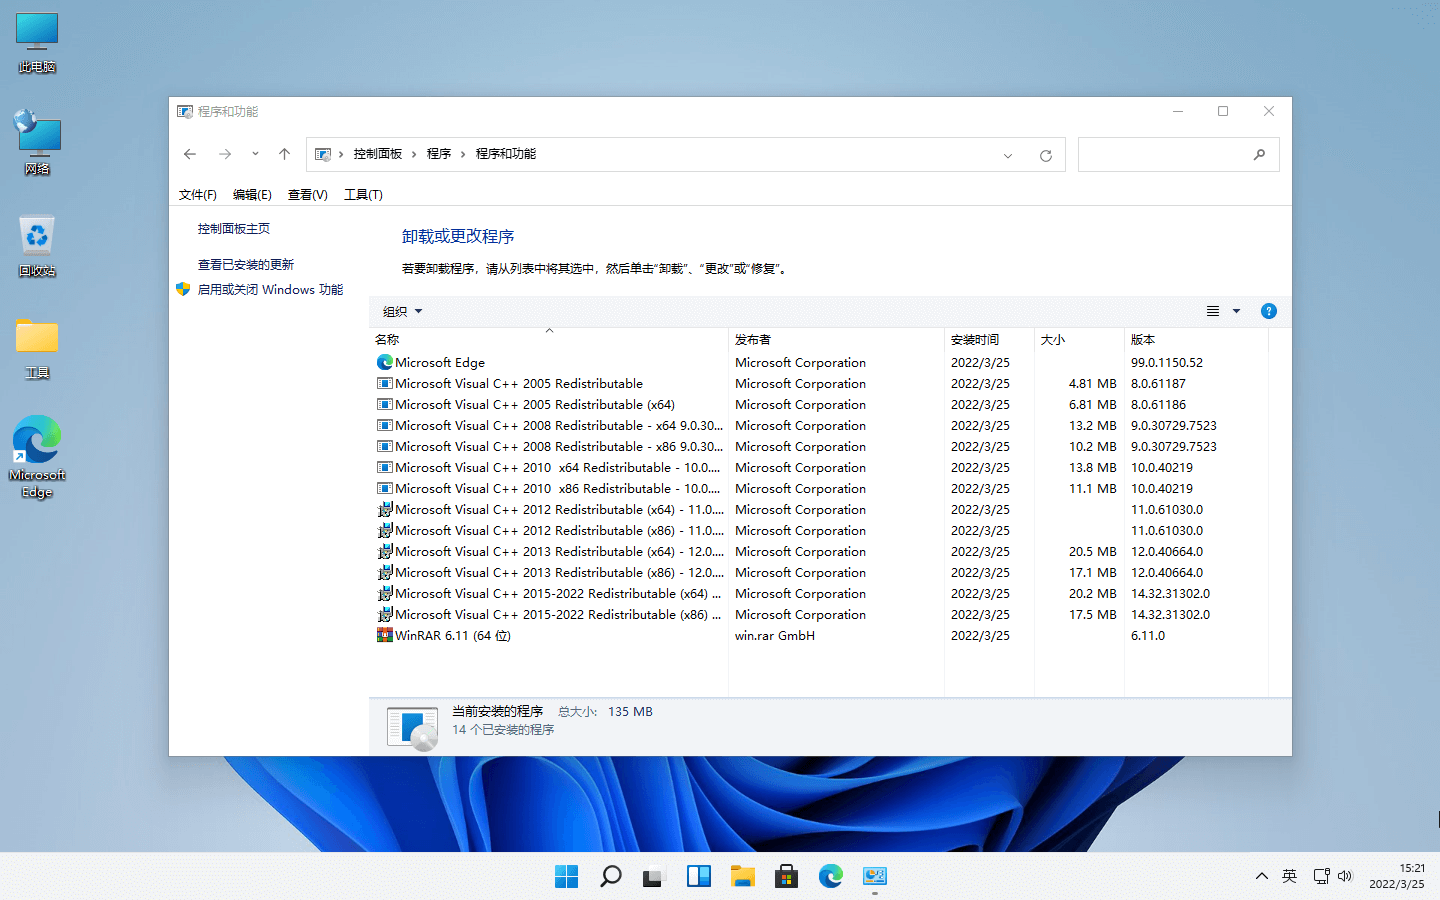 此电脑
网络
回收站
工具
Microsoft
Edge
程序和功能
控制面板 › 程序 › 程序和功能
文件(F) 编辑(E) 查看(V) 工具(T)
控制面板主页
查看已安装的更新
启用或关闭 Windows 功能
卸载或更改程序
若要卸载程序，请从列表中将其选中，然后单击“卸载”、“更改”或“修复”。
组织
名称 发布者 安装时间 大小 版本
Microsoft Edge Microsoft Corporation 2022/3/25 99.0.1150.52
Microsoft Visual C++ 2005 Redistributable Microsoft Corporation 2022/3/25 4.81 MB 8.0.61187
Microsoft Visual C++ 2005 Redistributable (x64) Microsoft Corporation 2022/3/25 6.81 MB 8.0.61186
Microsoft Visual C++ 2008 Redistributable - x64 9.0.30... Microsoft Corporation 2022/3/25 13.2 MB 9.0.30729.7523
Microsoft Visual C++ 2008 Redistributable - x86 9.0.30... Microsoft Corporation 2022/3/25 10.2 MB 9.0.30729.7523
Microsoft Visual C++ 2010  x64 Redistributable - 10.0.... Microsoft Corporation 2022/3/25 13.8 MB 10.0.40219
Microsoft Visual C++ 2010  x86 Redistributable - 10.0.... Microsoft Corporation 2022/3/25 11.1 MB 10.0.40219
Microsoft Visual C++ 2012 Redistributable (x64) - 11.0.... Microsoft Corporation 2022/3/25 11.0.61030.0
Microsoft Visual C++ 2012 Redistributable (x86) - 11.0.... Microsoft Corporation 2022/3/25 11.0.61030.0
Microsoft Visual C++ 2013 Redistributable (x64) - 12.0.... Microsoft Corporation 2022/3/25 20.5 MB 12.0.40664.0
Microsoft Visual C++ 2013 Redistributable (x86) - 12.0.... Microsoft Corporation 2022/3/25 17.1 MB 12.0.40664.0
Microsoft Visual C++ 2015-2022 Redistributable (x64) ... Microsoft Corporation 2022/3/25 20.2 MB 14.32.31302.0
Microsoft Visual C++ 2015-2022 Redistributable (x86) ... Microsoft Corporation 2022/3/25 17.5 MB 14.32.31302.0
WinRAR 6.11 (64 位) win.rar GmbH 2022/3/25 6.11.0
当前安装的程序 总大小: 135 MB
14 个已安装的程序
英
15:21
2022/3/25